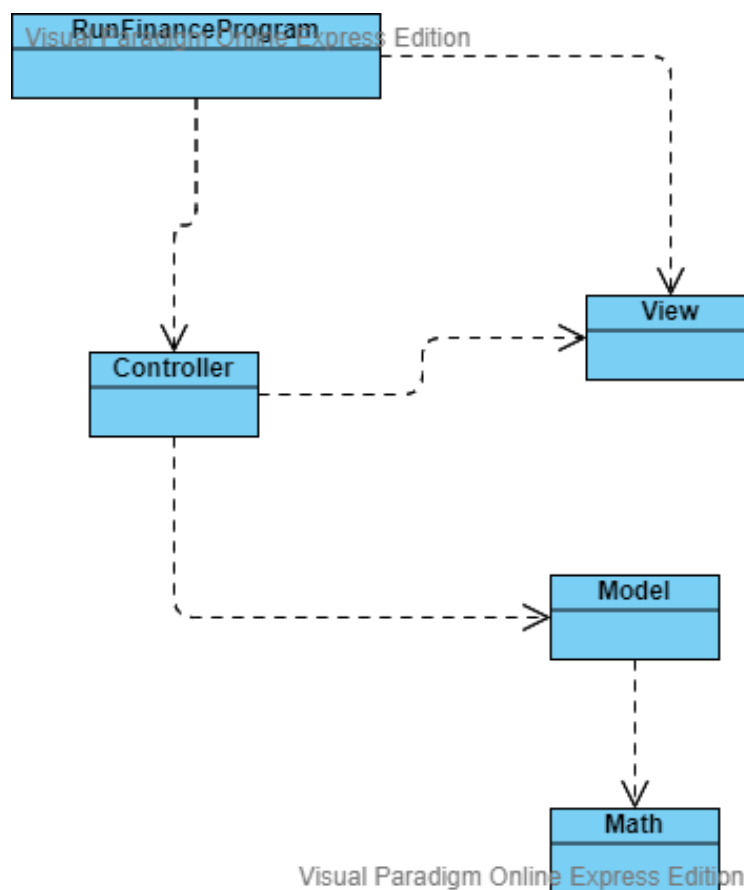 RunFinanceProgram
Visual Paradigm Online Express Edition
View
Controller
Model
Math
Visual Paradigm Online Express Edition